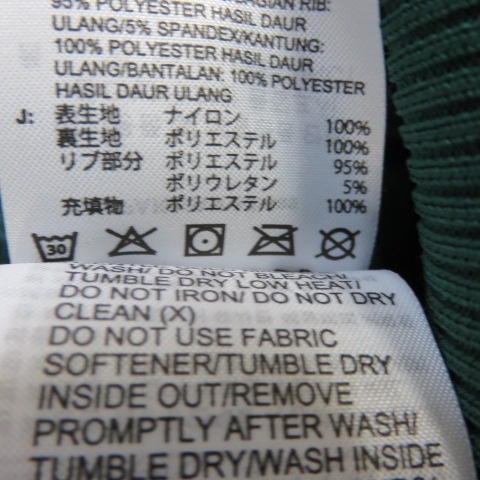 95% POLYESTER HASIL DAUR
ULANG/5% SPANDEX/KANTUNG:
100% POLYESTER HASIL DAUR
ULANG/BANTALAN: 100% POLYESTER
HASIL DAUR ULANG
J: 表生地 ナイロン 100%
裏生地 ポリエステル 100%
リブ部分 ポリエステル 95%
ポリウレタン 5%
充填物 ポリエステル 100%
30
WASH/ DO NOT BLEACH/
TUMBLE DRY LOW HEAT/
DO NOT IRON/ DO NOT DRY
CLEAN (X)
DO NOT USE FABRIC
SOFTENER/TUMBLE DRY
INSIDE OUT/REMOVE
PROMPTLY AFTER WASH/
TUMBLE DRY/WASH INSIDE